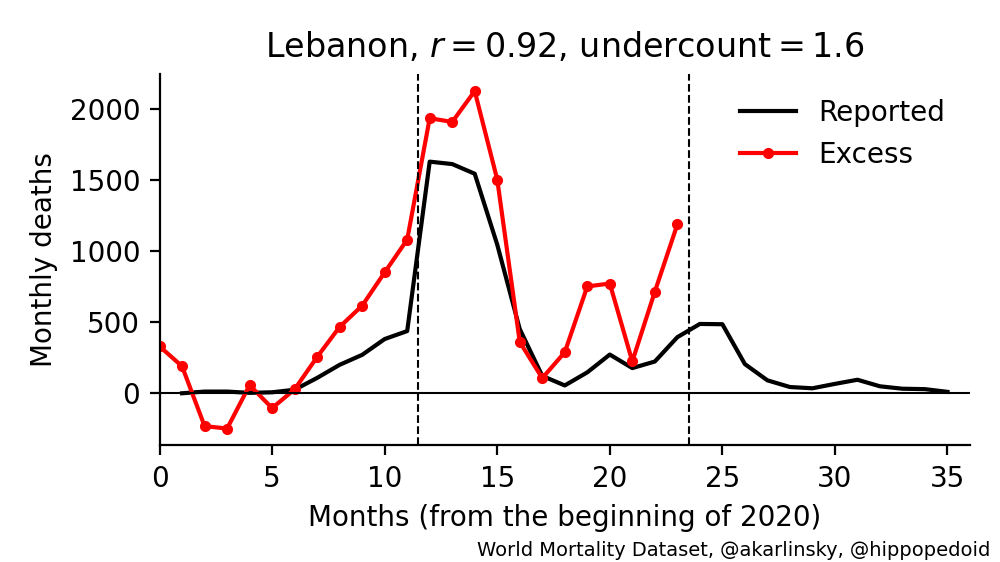 Lebanon, r = 0.92, undercount = 1.6
2000
1500
1000
500
0
Monthly deaths
Reported
Excess
0 5 10 15 20 25 30 35
Months (from the beginning of 2020)
World Mortality Dataset, @akarlinsky, @hippopedoid